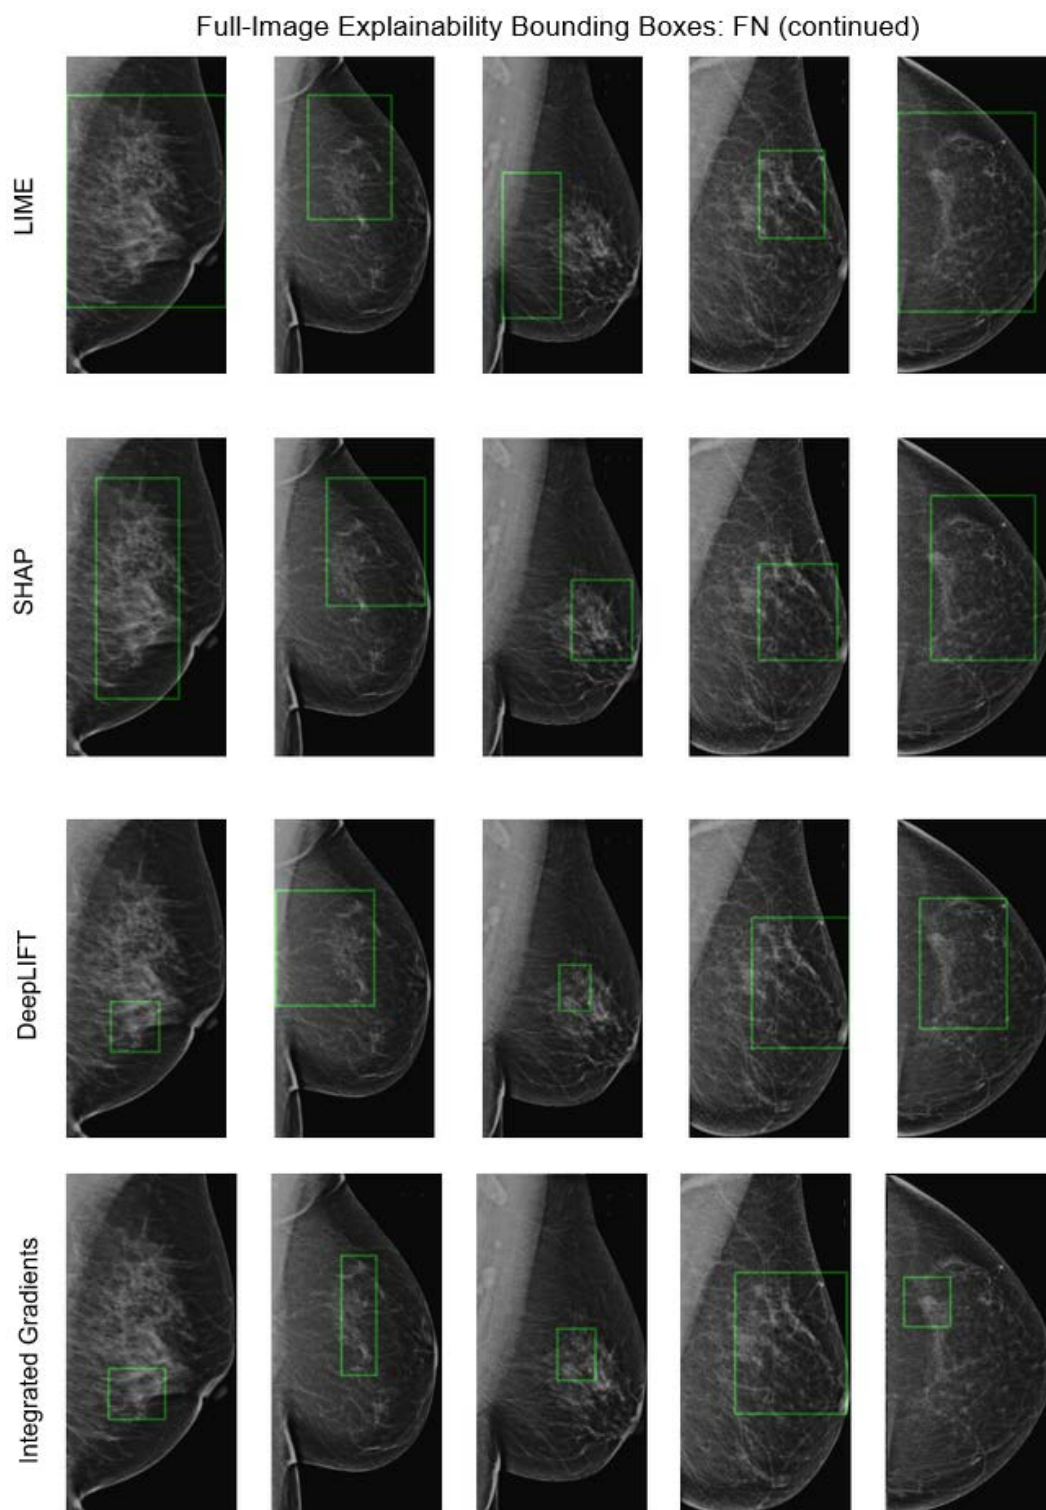 Full-Image Explainability Bounding Boxes: FN (continued)
LIME
SHAP
DeepLIFT
Integrated Gradients